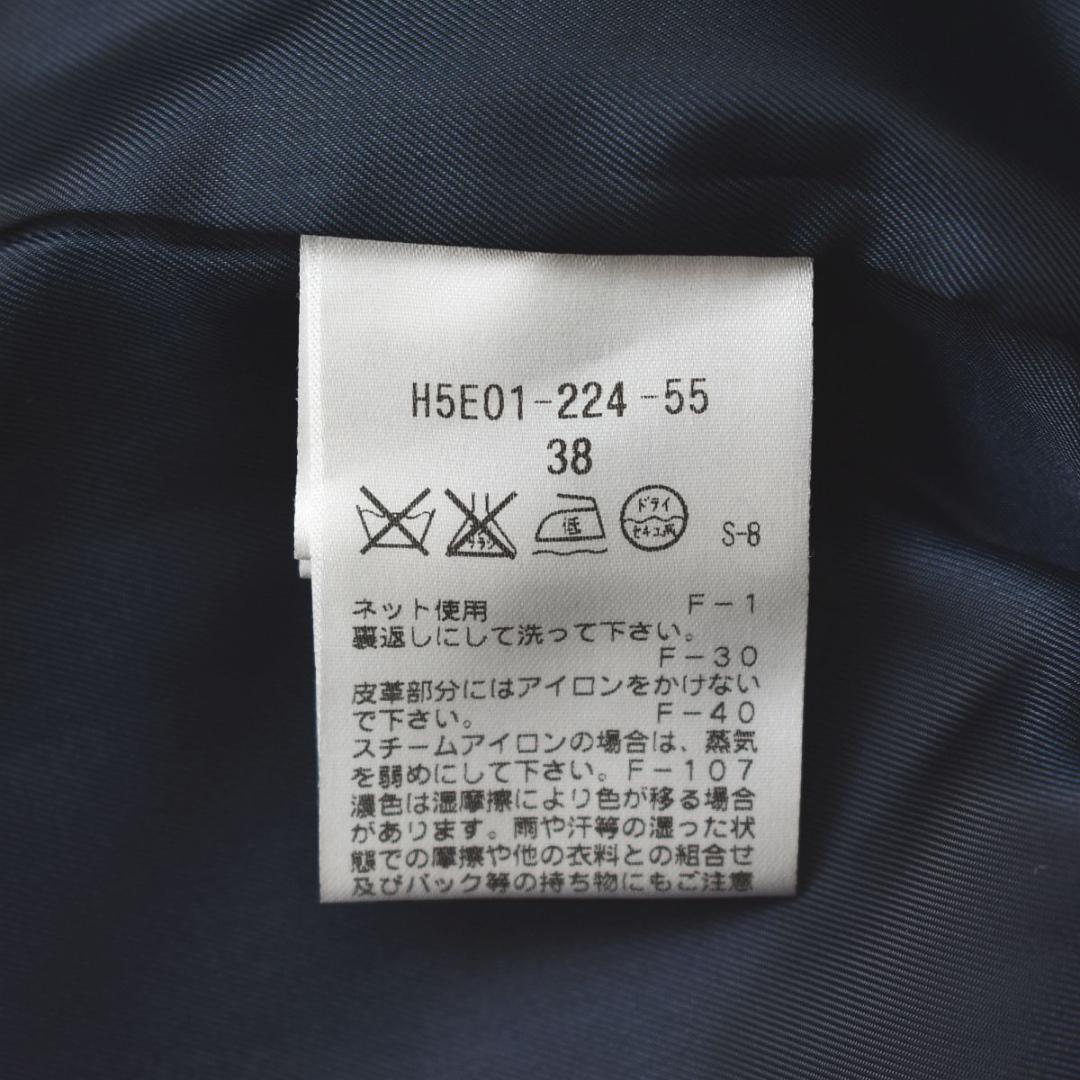 H5E01-224-55
38
低
ドライ
セキユ系
S-8
ネット使用 F-1
裏返しにして洗って下さい。
F-30
皮革部分にはアイロンをかけない
で下さい。 F-40
スチームアイロンの場合は、蒸気
を弱めにして下さい。F-107
濃色は湿摩擦により色が移る場合
があります。雨や汗等の湿った状
態での摩擦や他の衣料との組合せ
及びバック等の持ち物にもご注意